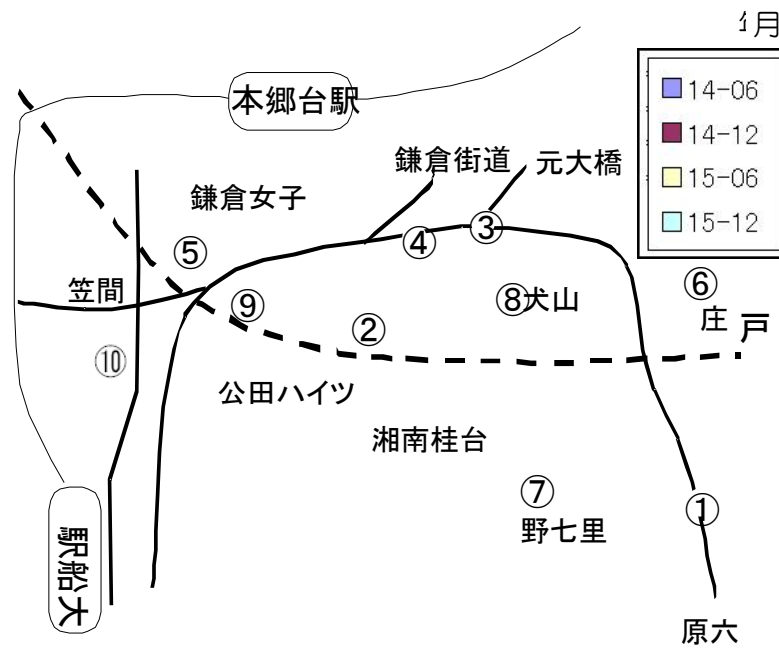 月
14-06
14-12
15-06
15-12
本郷台駅
鎌倉街道
元大橋
鎌倉女子
③
④
⑤
⑥
笠間
⑧犬山
⑨
庄戸
②
⑩
公田ハイツ
湘南桂台
⑦
①
野七里
駅船大
原六